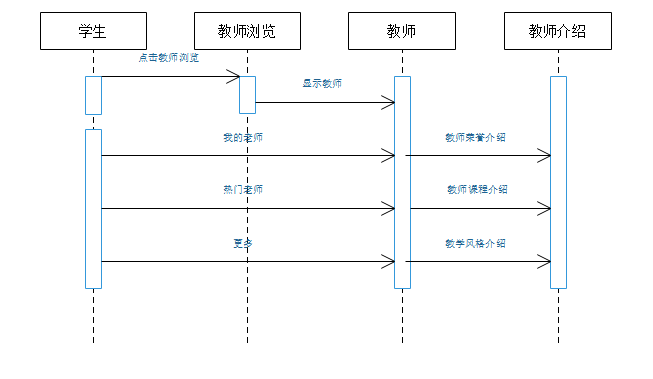 学生
教师浏览
教师
教师介绍
点击教师浏览
显示教师
我的老师
教师荣誉介绍
热门老师
教师课程介绍
更多
教学风格介绍